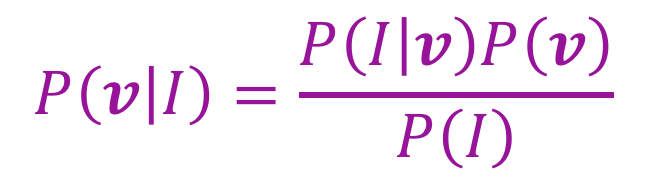 P(v|I) = P(I|v)P(v) / P(I)